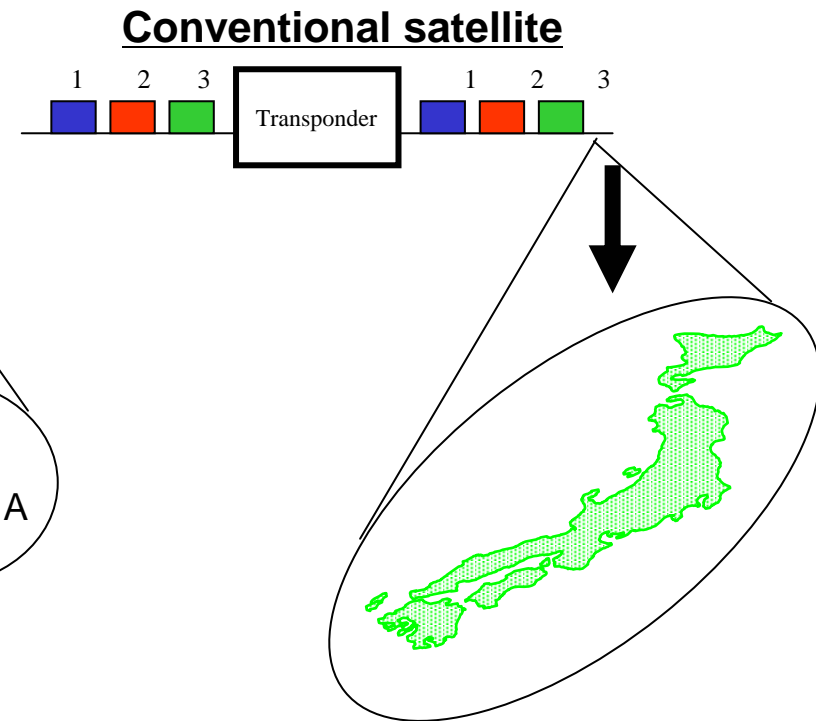 Conventional satellite
1 2 3 1 2 3
Transponder
A